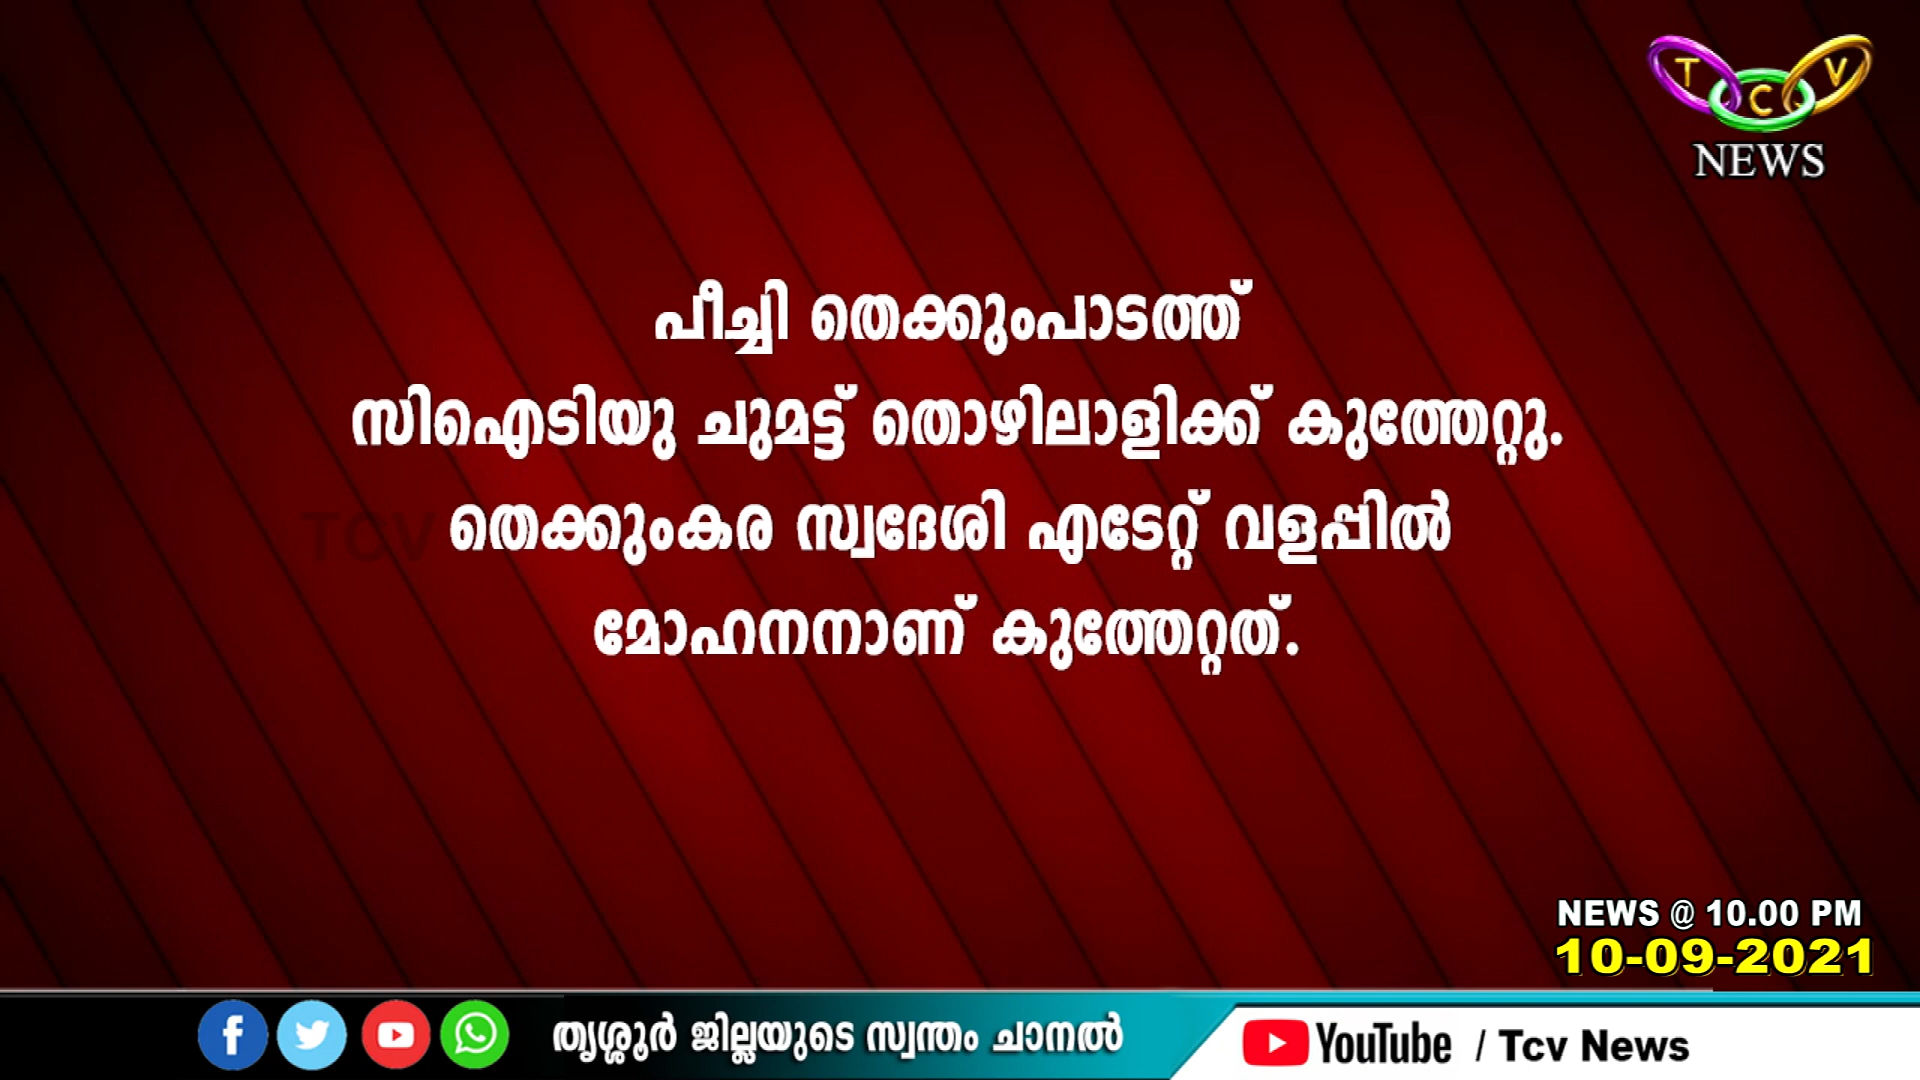 T C V
NEWS
പീച്ചി തെക്കുംപാടത്ത്
സിഐടിയു ചുമട്ട് തൊഴിലാളിക്ക് കുത്തേറ്റു.
TCV
തെക്കുംകര സ്വദേശി എടേറ്റ് വളപ്പിൽ
മോഹനനാണ് കുത്തേറ്റത്.
NEWS @ 10.00 PM
10-09-2021
തൃശ്ശൂർ ജില്ലയുടെ സ്വന്തം ചാനൽ
YouTube / Tcv News